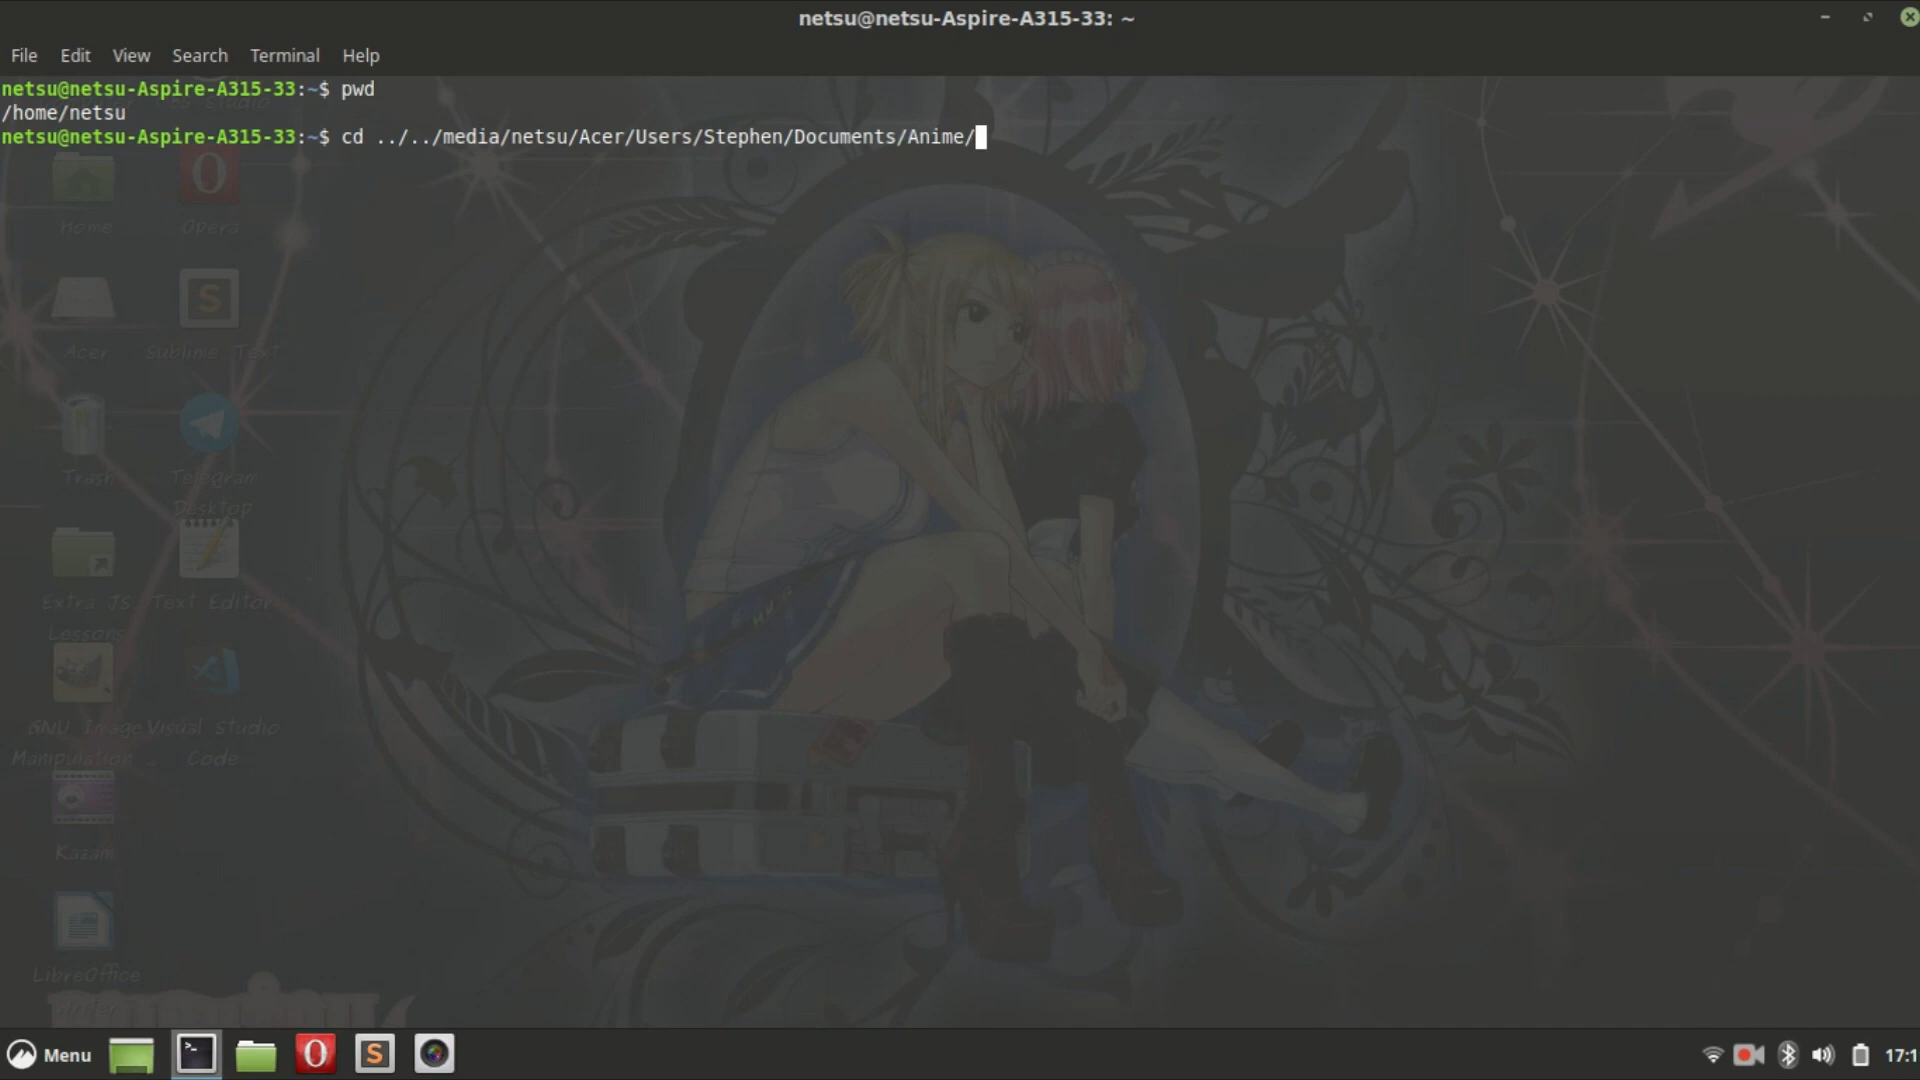 netsu@netsu-Aspire-A315-33: ~
File Edit View Search Terminal Help
netsu@netsu-Aspire-A315-33:~$ pwd
/home/netsu
netsu@netsu-Aspire-A315-33:~$ cd ../../media/netsu/Acer/Users/Stephen/Documents/Anime/
Home
Opera
Acer
Sublime Text
Trash
Telegram
Desktop
Extra JS
Lessons
Text Editor
GNU Image
Manipulation ...
Visual Studio
Code
Kazam
LibreOffice
Writer
Menu
17:1